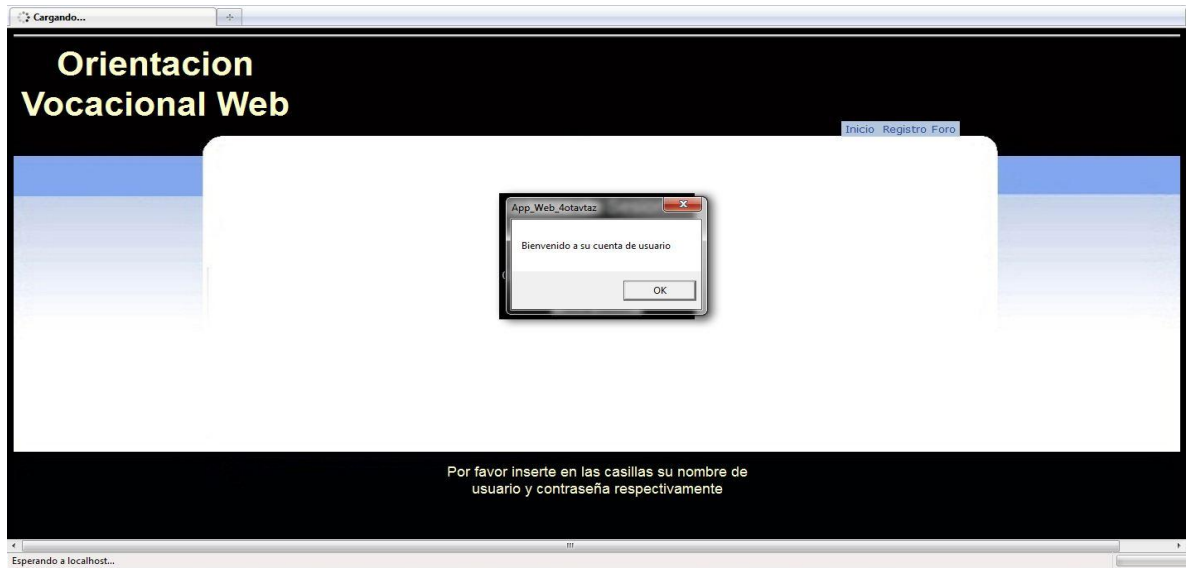 Cargando...
Orientacion
Vocacional Web
Inicio Registro Foro
App_Web_4otavtaz
Bienvenido a su cuenta de usuario
OK
Por favor inserte en las casillas su nombre de
usuario y contraseña respectivamente
Esperando a localhost...